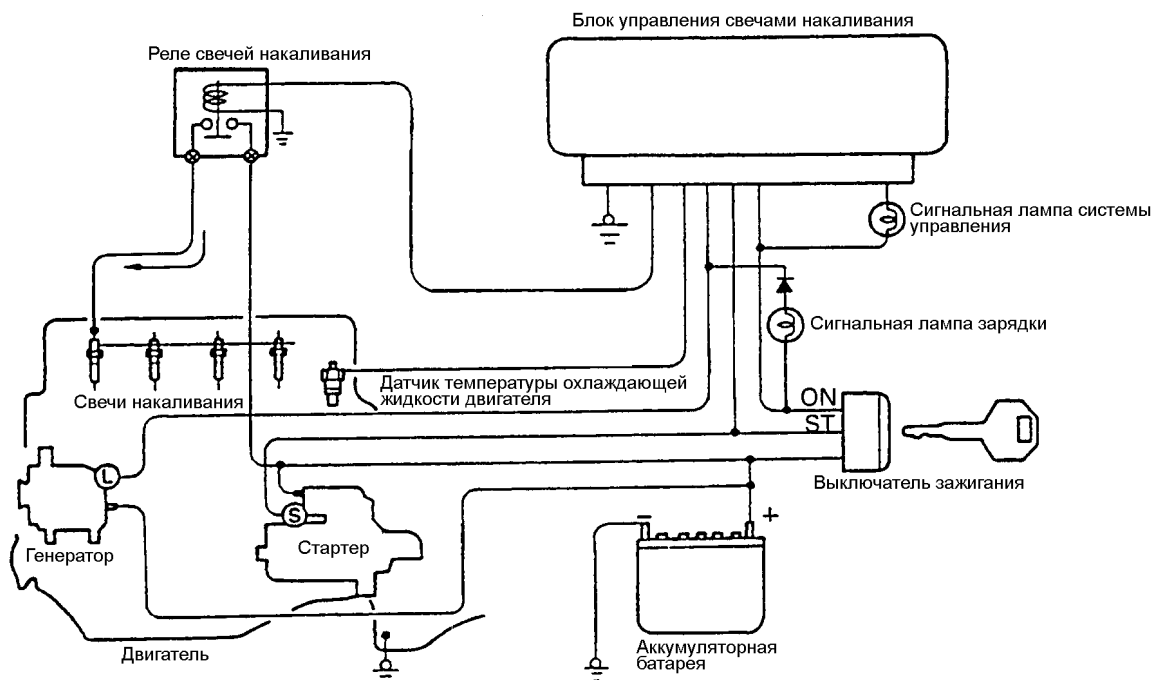 Блок управления свечами накаливания
Реле свечей накаливания
Сигнальная лампа системы
управления
Сигнальная лампа зарядки
Датчик температуры охлаждающей
жидкости двигателя
Свечи накаливания
ON
ST
L
Выключатель зажигания
S
- +
Стартер
Генератор
Двигатель
Аккумуляторная
батарея